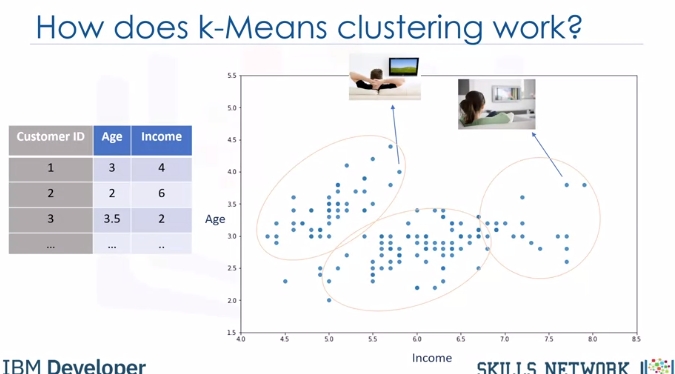 How does k-Means clustering work?
Customer ID Age Income
1 3 4
2 2 6
3 3.5 2
... ... ..
Age
5.5
5.0
4.5
4.0
3.5
3.0
2.5
2.0
1.5
4.0 4.5 5.0 5.5 6.0 6.5 7.0 7.5 8.0 8.5
Income
IBM Developer
SKILLS NETWORK